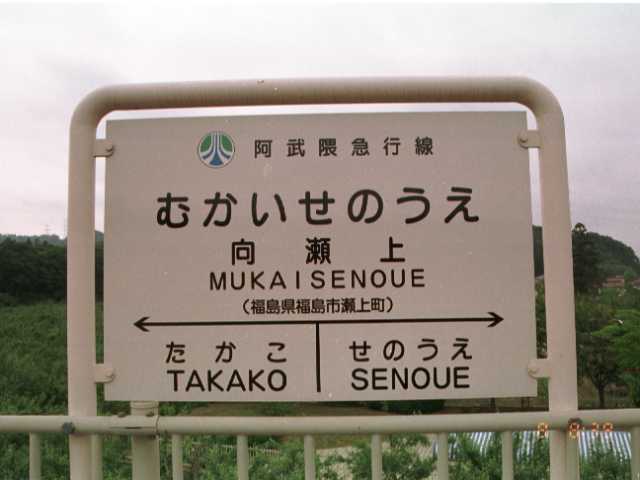 阿武隈急行線
むかいせのうえ
向瀬上
MUKAISENOUE
(福島県福島市瀬上町)
たかこ せのうえ
TAKAKO SENOUE